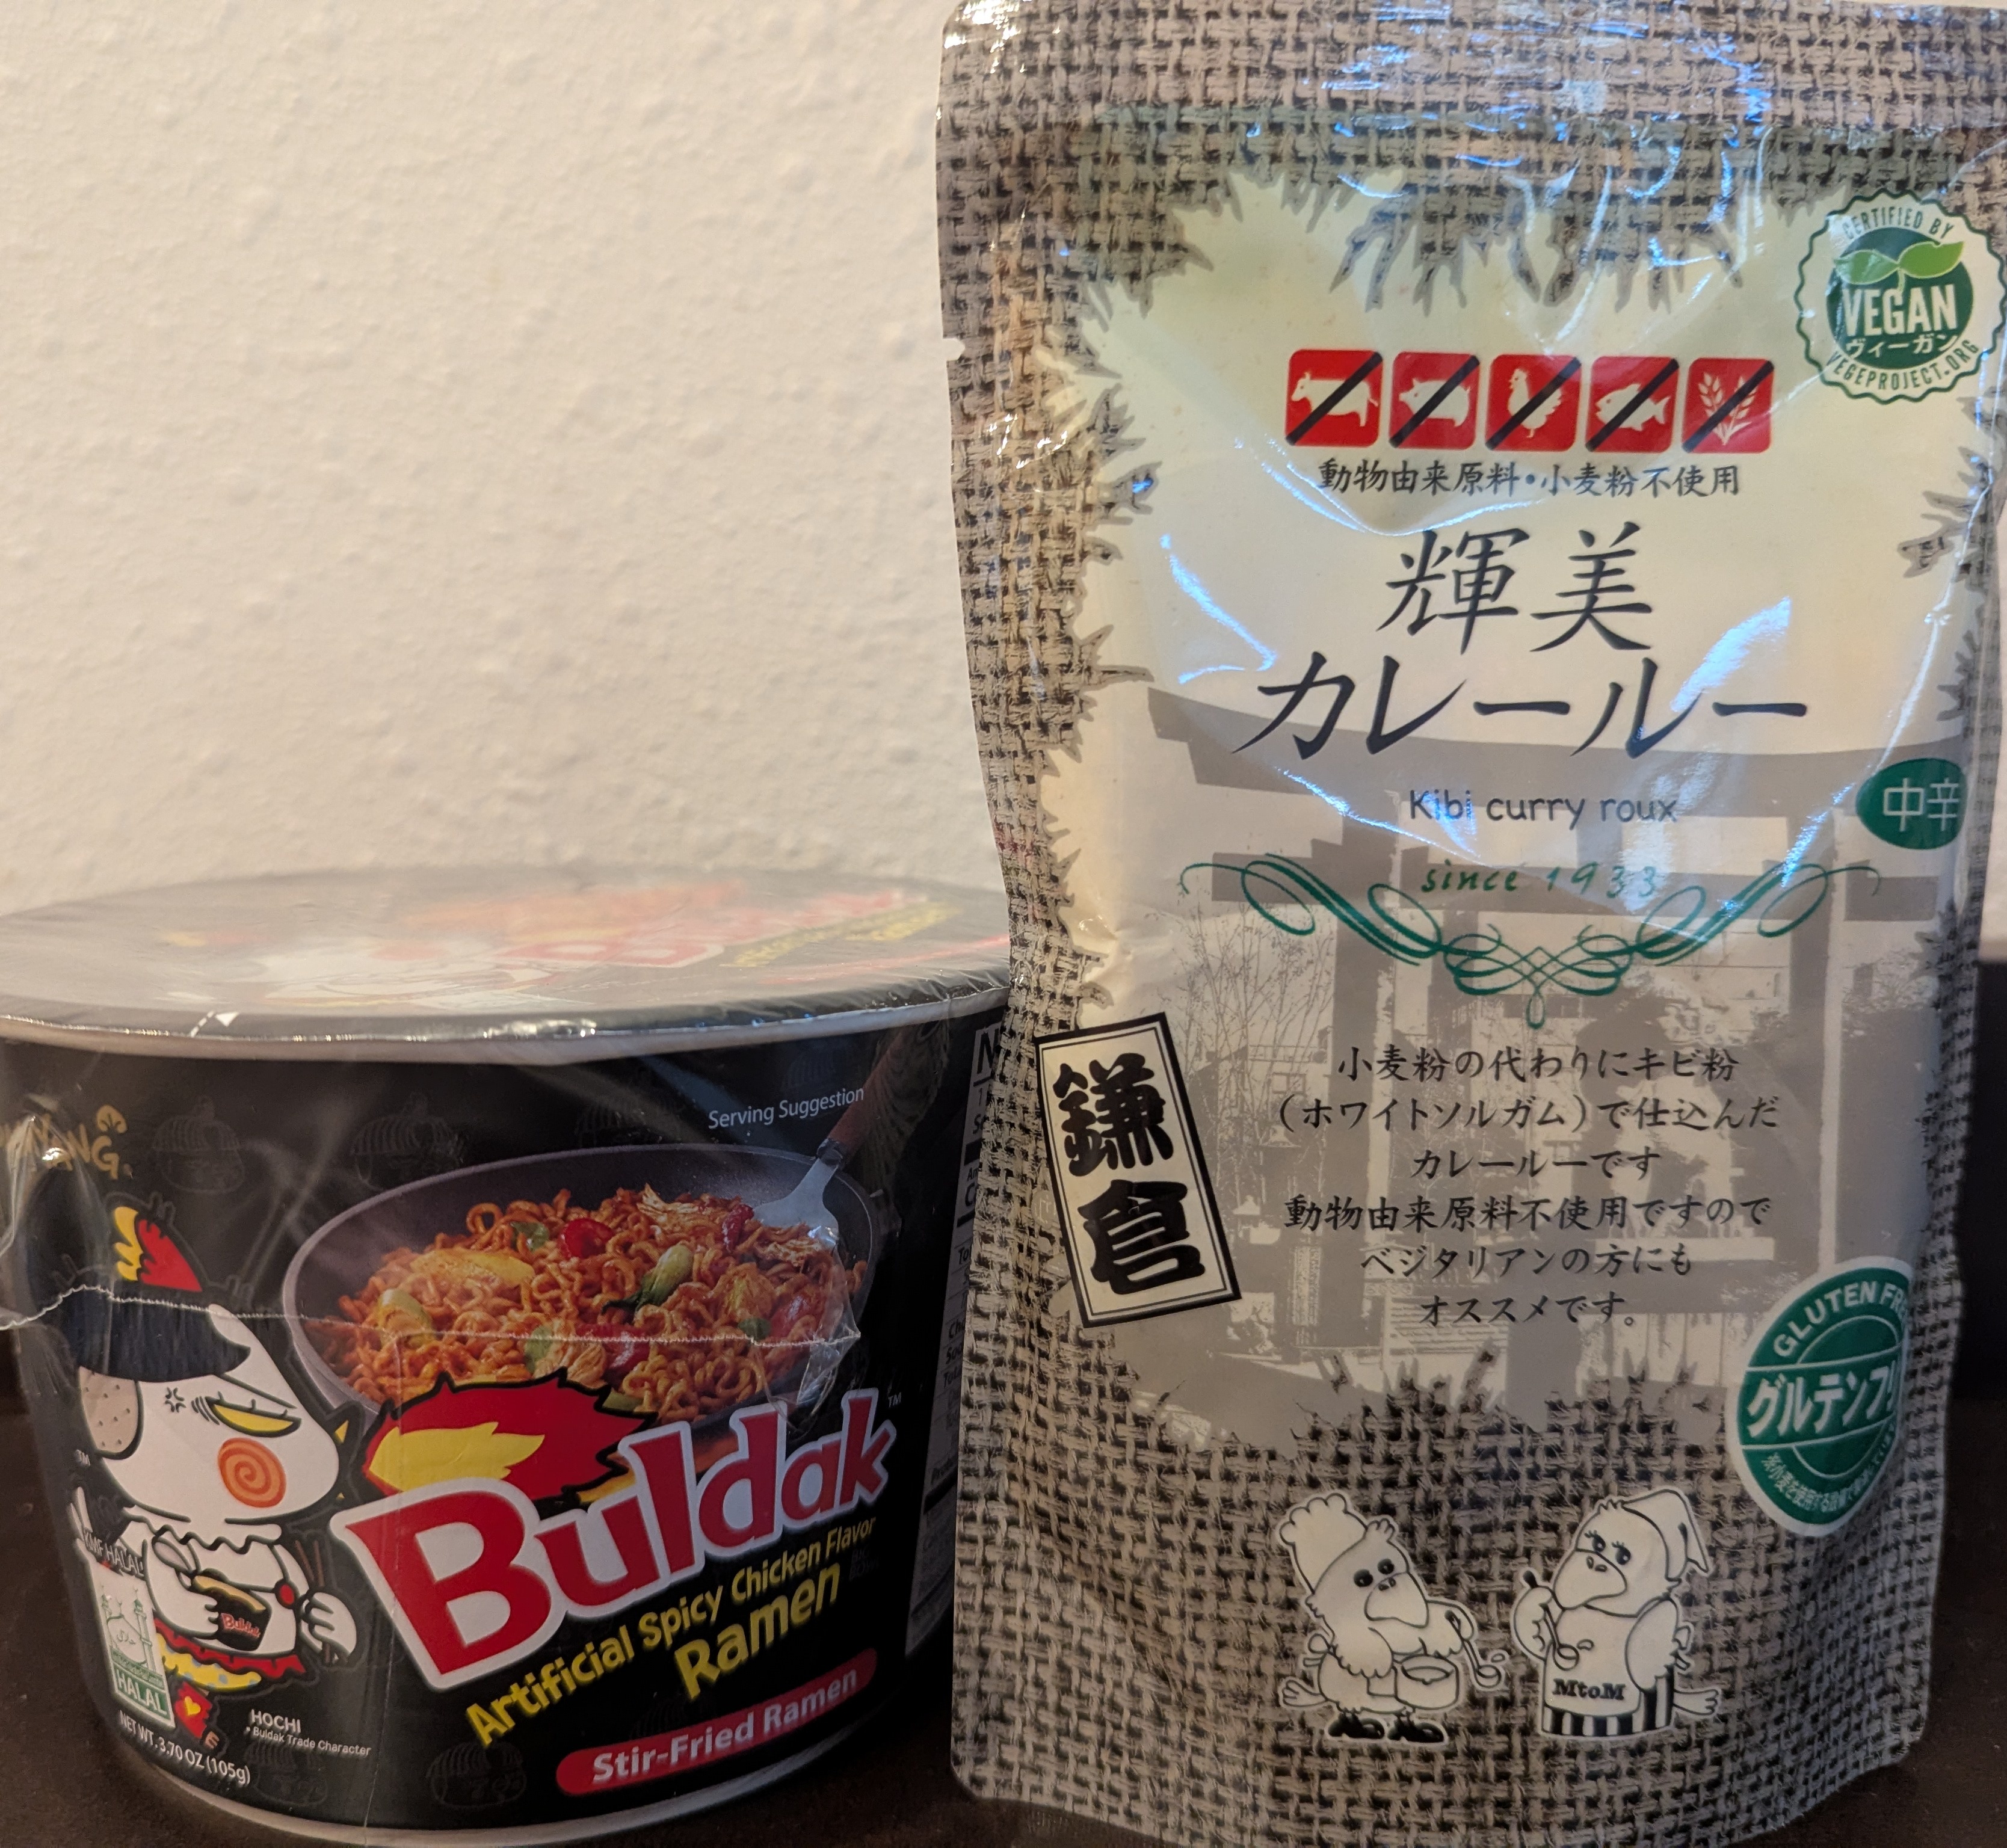 Serving Suggestion
Buldak™
Artificial Spicy Chicken Flavor
Ramen
Stir-Fried Ramen
TM
KMF HALAL
HALAL
Buldak
HOCHI
• Buldak Trade Character
NET WT. 3.70 OZ (105g)
CERTIFIED BY
VEGAN
ヴィーガン
VEGEPROJECT.ORG
動物由来原料・小麦粉不使用
輝美
カレールー
Kibi curry roux
中辛
since 1933
鎌倉
小麦粉の代わりにキビ粉
(ホワイトソルガム)で仕込んだ
カレールーです
動物由来原料不使用ですので
ベジタリアンの方にも
オススメです。
GLUTEN FR
グルテンフリ
MtoM